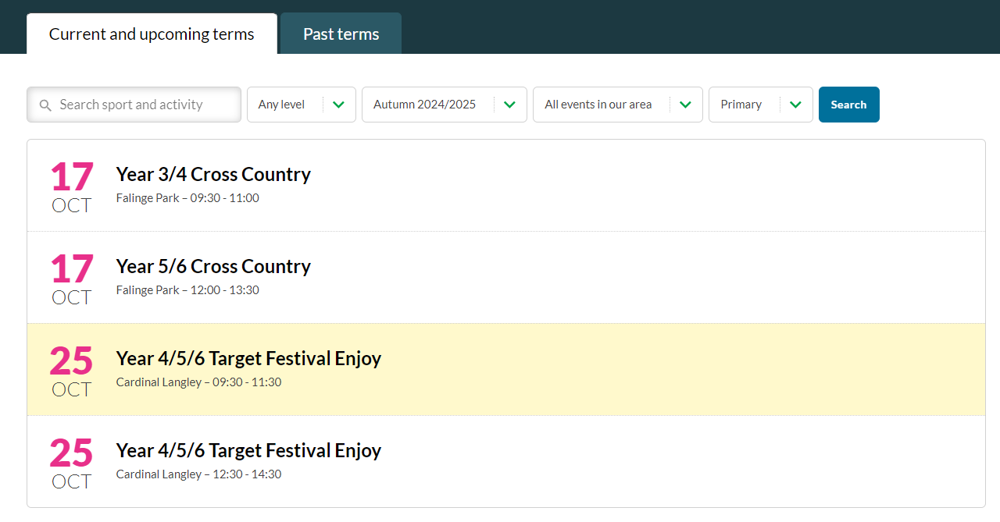 Current and upcoming terms
Past terms
Search sport and activity
Any level
Autumn 2024/2025
All events in our area
Primary
Search
17
OCT
Year 3/4 Cross Country
Falinge Park – 09:30 - 11:00
17
OCT
Year 5/6 Cross Country
Falinge Park – 12:00 - 13:30
25
OCT
Year 4/5/6 Target Festival Enjoy
Cardinal Langley – 09:30 - 11:30
25
OCT
Year 4/5/6 Target Festival Enjoy
Cardinal Langley – 12:30 - 14:30